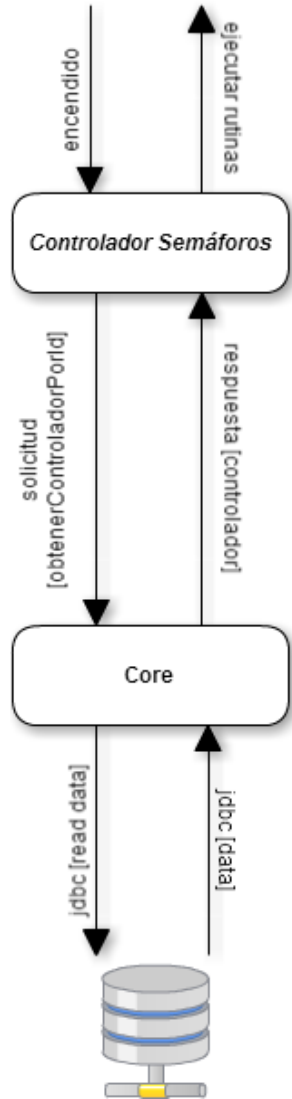 encendido
ejecutar rutinas
Controlador Semáforos
solicitud
[obtenerControladorPorId]
respuesta [controlador]
Core
jdbc [read data]
jdbc [data]